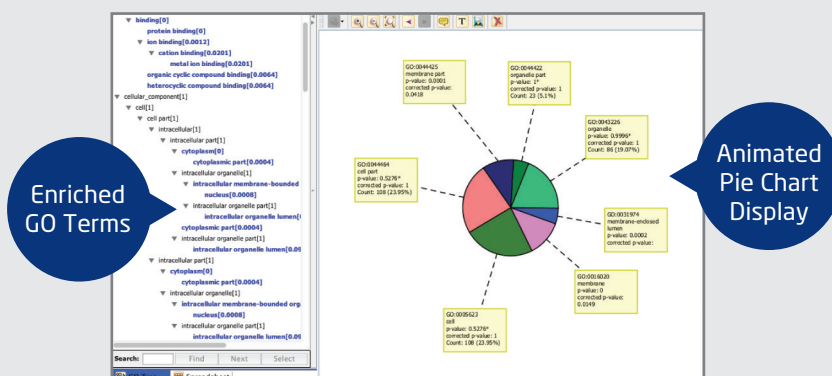 binding[0]
protein binding[0]
ion binding[0.0012]
cation binding[0.0201]
metal ion binding[0.0201]
organic cyclic compound binding[0.0064]
heterocyclic compound binding[0.0064]
cellular_component[1]
cell[1]
cell part[1]
intracellular[1]
intracellular part[1]
cytoplasm[0]
cytoplasmic part[0.0004]
intracellular organelle[1]
intracellular membrane-bounded
nucleus[0.0008]
intracellular organelle part[1]
intracellular organelle lumen[
cytoplasmic part[0.0004]
intracellular organelle part[1]
intracellular organelle lumen[0.09
intracellular part[1]
cytoplasm[0]
cytoplasmic part[0.0004]
intracellular organelle[1]
intracellular membrane-bounded org
nucleus[0.0008]
intracellular organelle part[1]
intracellular organelle lumen[0.09
Search:
Find
Next
Select
Spreadsheet
T
GO:0044425
membrane part
p-value: 0.0001
corrected p-value:
0.0418
GO:0044422
organelle part
p-value: 1*
corrected p-value: 1
Count: 23 (5.1%)
GO:0043226
organelle
p-value: 0.9996*
corrected p-value: 1
Count: 86 (19.07%)
GO:0044464
cell part
p-value: 0.5276*
corrected p-value: 1
Count: 108 (23.95%)
GO:0031974
membrane-enclosed
lumen
p-value: 0.0002
corrected p-value:
GO:0016020
membrane
p-value: 0
corrected p-value:
0.0149
GO:0005623
cell
p-value: 0.5276*
corrected p-value: 1
Count: 108 (23.95%)
Enriched
GO Terms
Animated
Pie Chart
Display